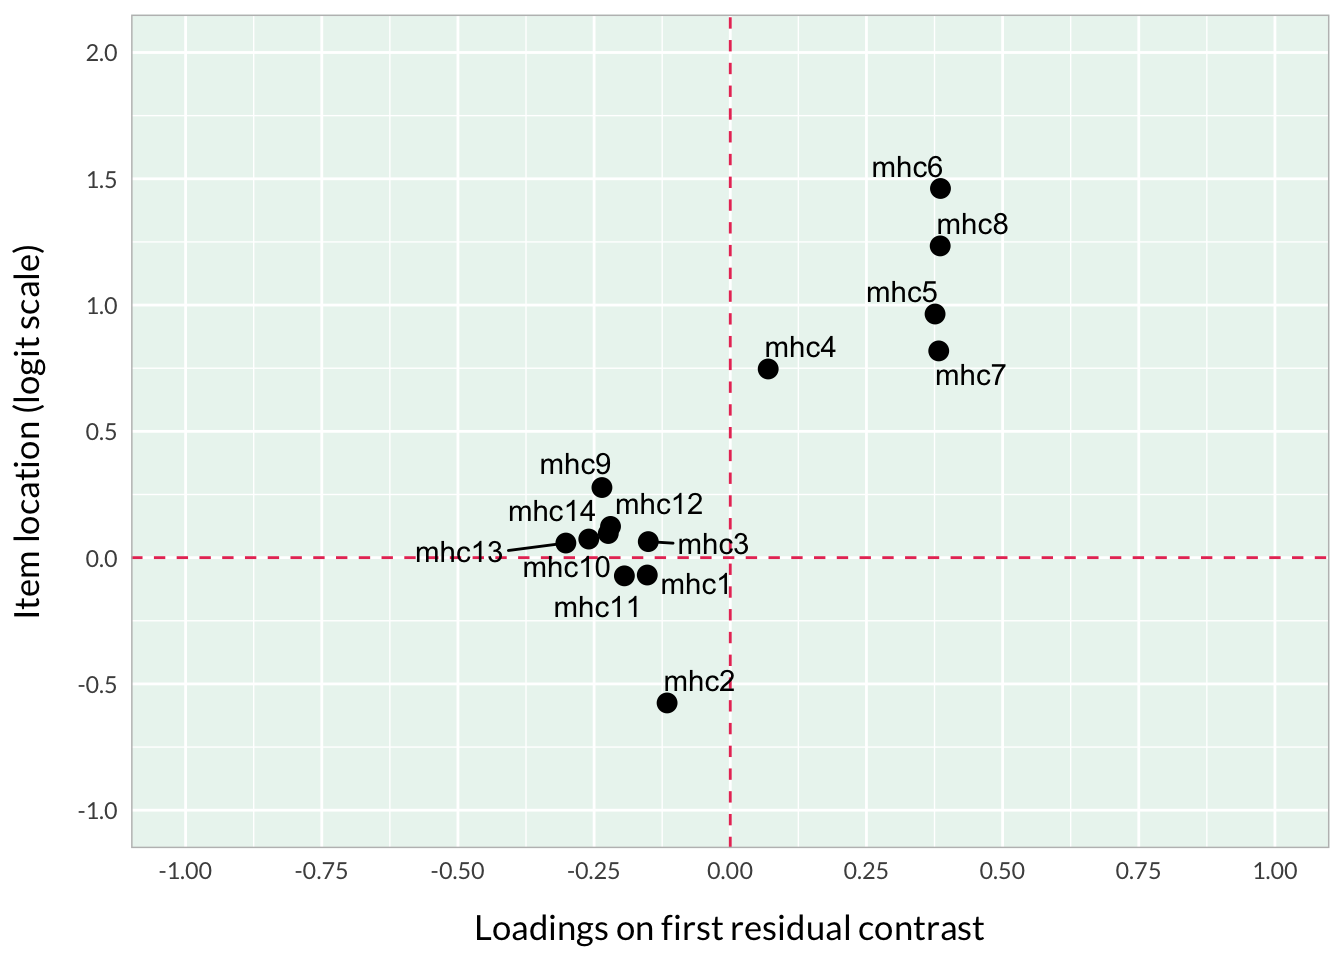 2.0
1.5
1.0
0.5
0.0
-0.5
-1.0
Item location (logit scale)
mhc6
mhc8
mhc5
mhc7
mhc4
mhc9
mhc12
mhc14
mhc13
mhc3
mhc10
mhc1
mhc11
mhc2
-1.00 -0.75 -0.50 -0.25 0.00 0.25 0.50 0.75 1.00
Loadings on first residual contrast